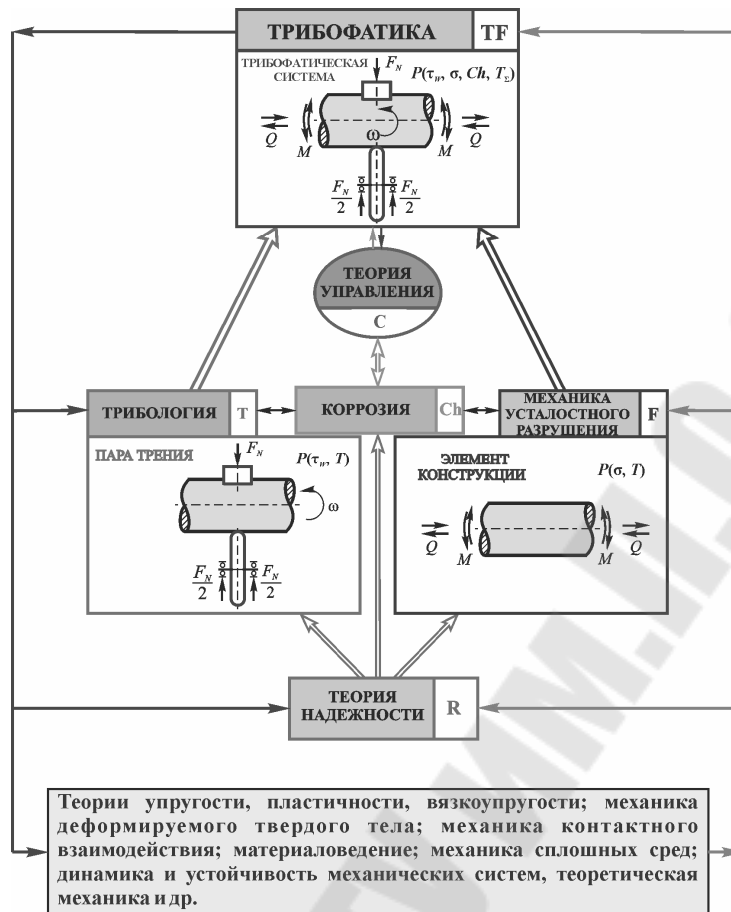 ТРИБОФАТИКА TF
ТРИБОФАТИЧЕСКАЯ
СИСТЕМА
F_N
P(τ_w, σ, Ch, T_Σ)
ω
Q M M Q
F_N/2 F_N/2
ТЕОРИЯ
УПРАВЛЕНИЯ
C
ТРИБОЛОГИЯ T
КОРРОЗИЯ Ch
МЕХАНИКА
УСТАЛОСТНОГО
РАЗРУШЕНИЯ F
ПАРА ТРЕНИЯ
F_N
P(τ_w, T)
ω
F_N/2 F_N/2
ЭЛЕМЕНТ
КОНСТРУКЦИИ
P(σ, T)
Q M M Q
ТЕОРИЯ
НАДЕЖНОСТИ R
Теории упругости, пластичности, вязкоупругости; механика
деформируемого твердого тела; механика контактного
взаимодействия; материаловедение; механика сплошных сред;
динамика и устойчивость механических систем, теоретическая
механика и др.